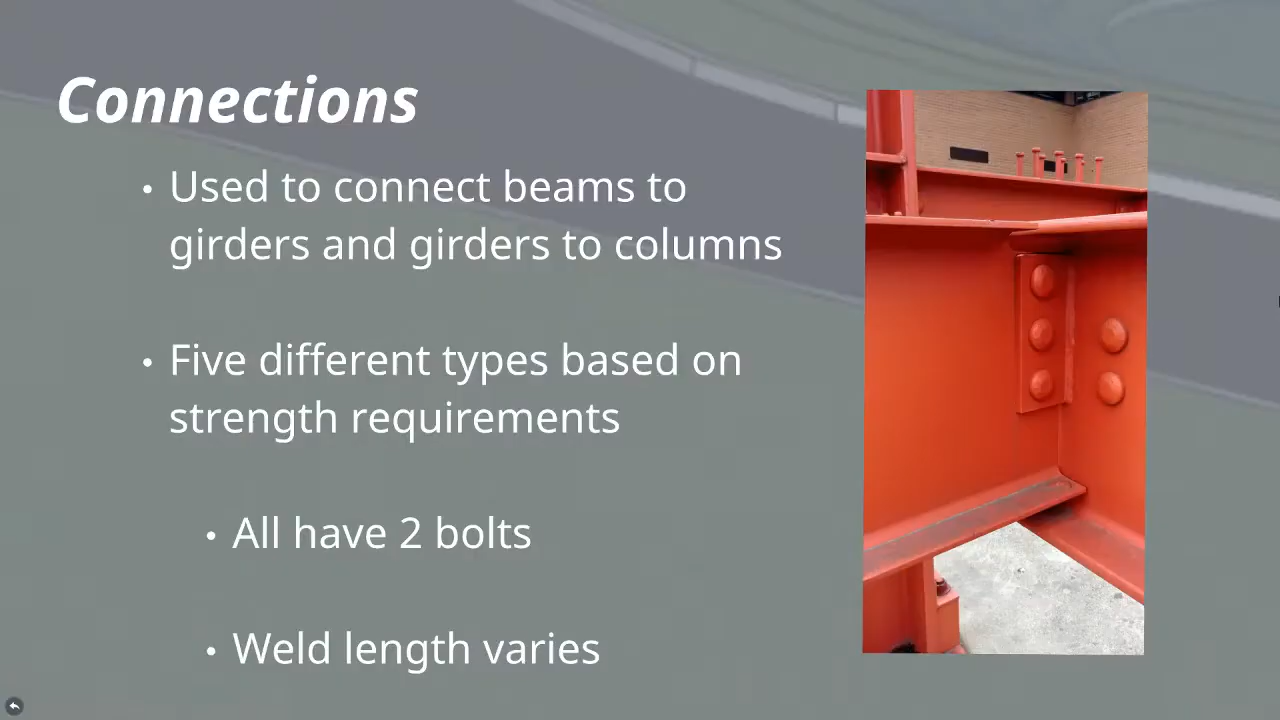 Connections
• Used to connect beams to
girders and girders to columns
• Five different types based on
strength requirements
• All have 2 bolts
• Weld length varies